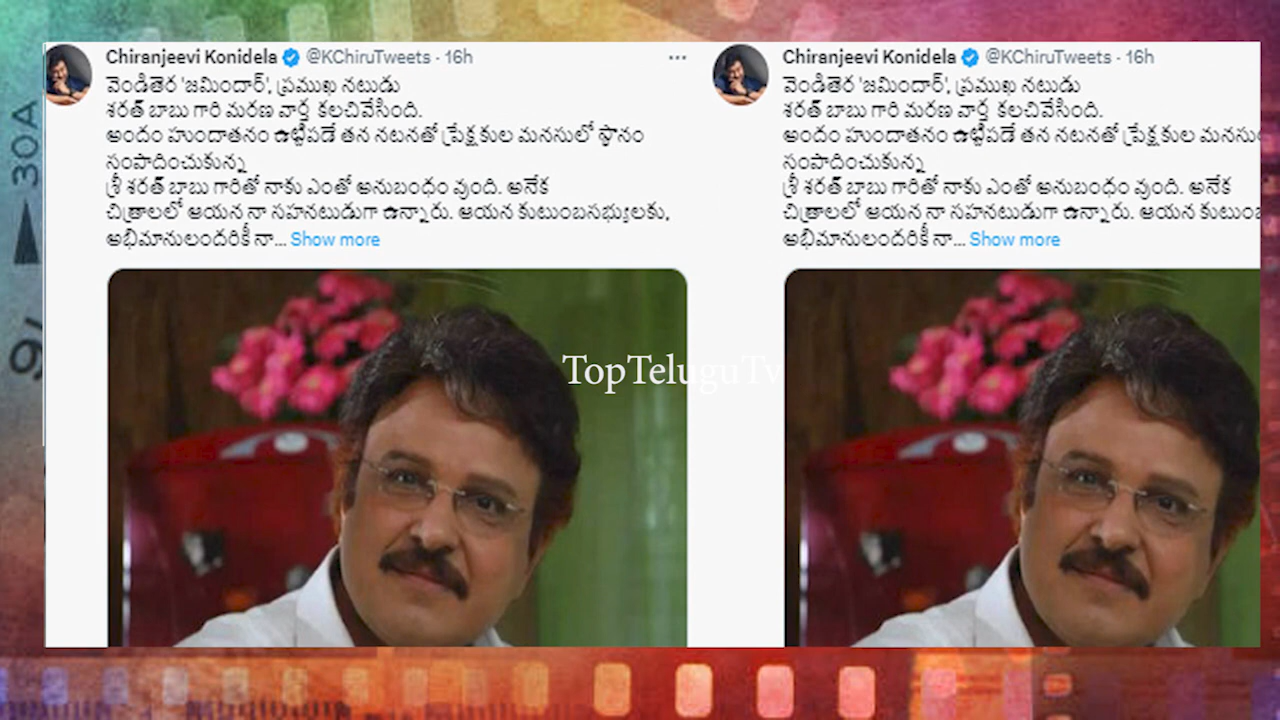 Chiranjeevi Konidela @KChiruTweets · 16h
వెండితెర 'జమిందార్', ప్రముఖ నటుడు
శరత్ బాబు గారి మరణ వార్త కలచివేసింది.
అందం హుందాతనం ఉట్టిపడే తన నటనతో ప్రేక్షకుల మనసులో స్థానం
సంపాదించుకున్న
శ్రీ శరత్ బాబు గారితో నాకు ఎంతో అనుబంధం వుంది. అనేక
చిత్రాలలో ఆయన నా సహనటుడుగా ఉన్నారు. ఆయన కుటుంబసభ్యులకు,
అభిమానులందరికీ నా... Show more
Chiranjeevi Konidela @KChiruTweets · 16h
వెండితెర 'జమిందార్', ప్రముఖ నటుడు
శరత్ బాబు గారి మరణ వార్త కలచివేసింది.
అందం హుందాతనం ఉట్టిపడే తన నటనతో ప్రేక్షకుల
సంపాదించుకున్న
శ్రీ శరత్ బాబు గారితో నాకు ఎంతో అనుబంధం వుంది. అనేక
చిత్రాలలో ఆయన నా సహనటుడుగా ఉన్నారు. ఆయన
అభిమానులందరికీ నా... Show more
TopTeluguTv
30A